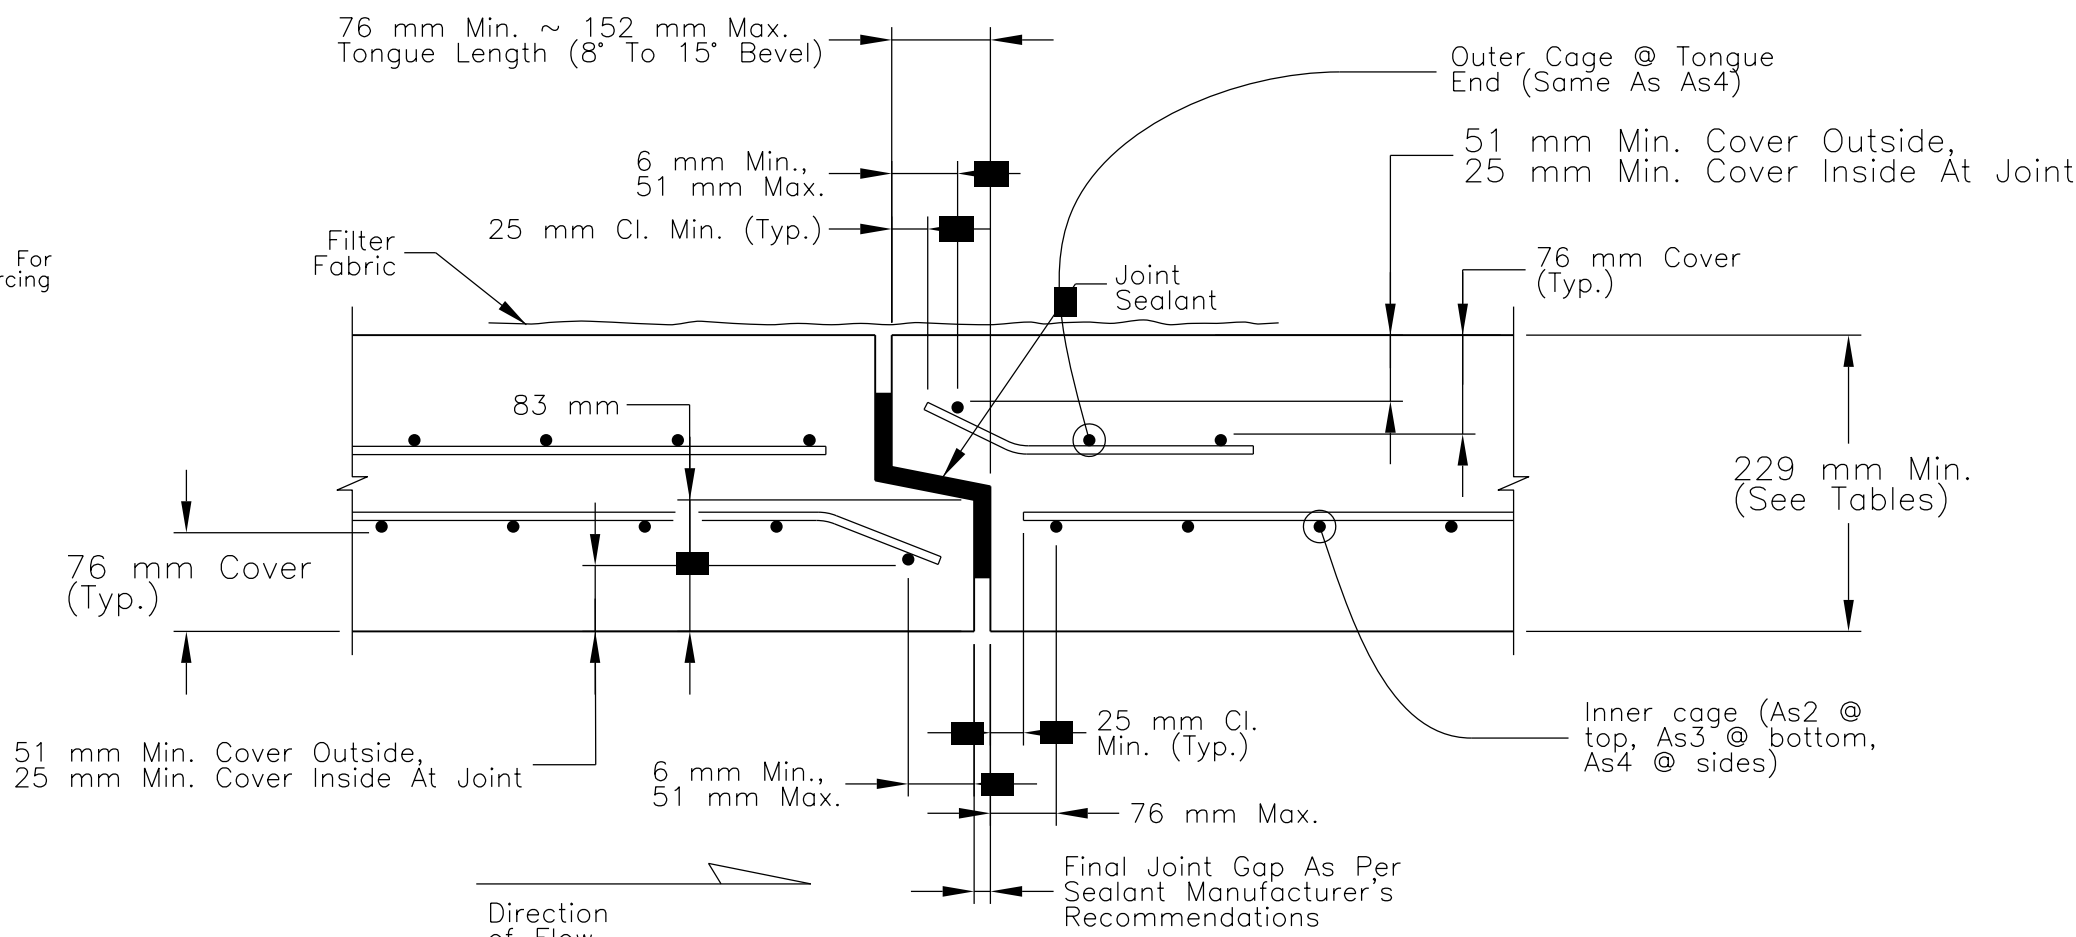 76 mm Min. ~ 152 mm Max.
Tongue Length (8° To 15° Bevel)
Outer Cage @ Tongue
End (Same As As4)
51 mm Min. Cover Outside,
25 mm Min. Cover Inside At Joint
6 mm Min.,
51 mm Max.
25 mm Cl. Min. (Typ.)
Filter
Fabric
For
rcing
Joint
Sealant
76 mm Cover
(Typ.)
83 mm
229 mm Min.
(See Tables)
76 mm Cover
(Typ.)
51 mm Min. Cover Outside,
25 mm Min. Cover Inside At Joint
25 mm Cl.
Min. (Typ.)
6 mm Min.,
51 mm Max.
76 mm Max.
Inner cage (As2 @
top, As3 @ bottom,
As4 @ sides)
Final Joint Gap As Per
Sealant Manufacturer's
Recommendations
Direction
of Flow